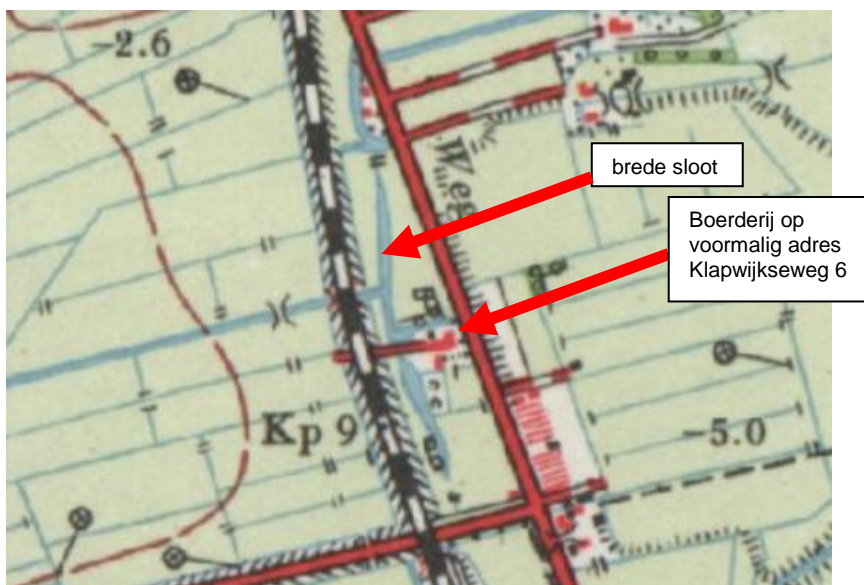 -2.6
Weg
brede sloot
Boerderij op
voormalig adres
Klapwijkseweg 6
Kp 9
-5.0